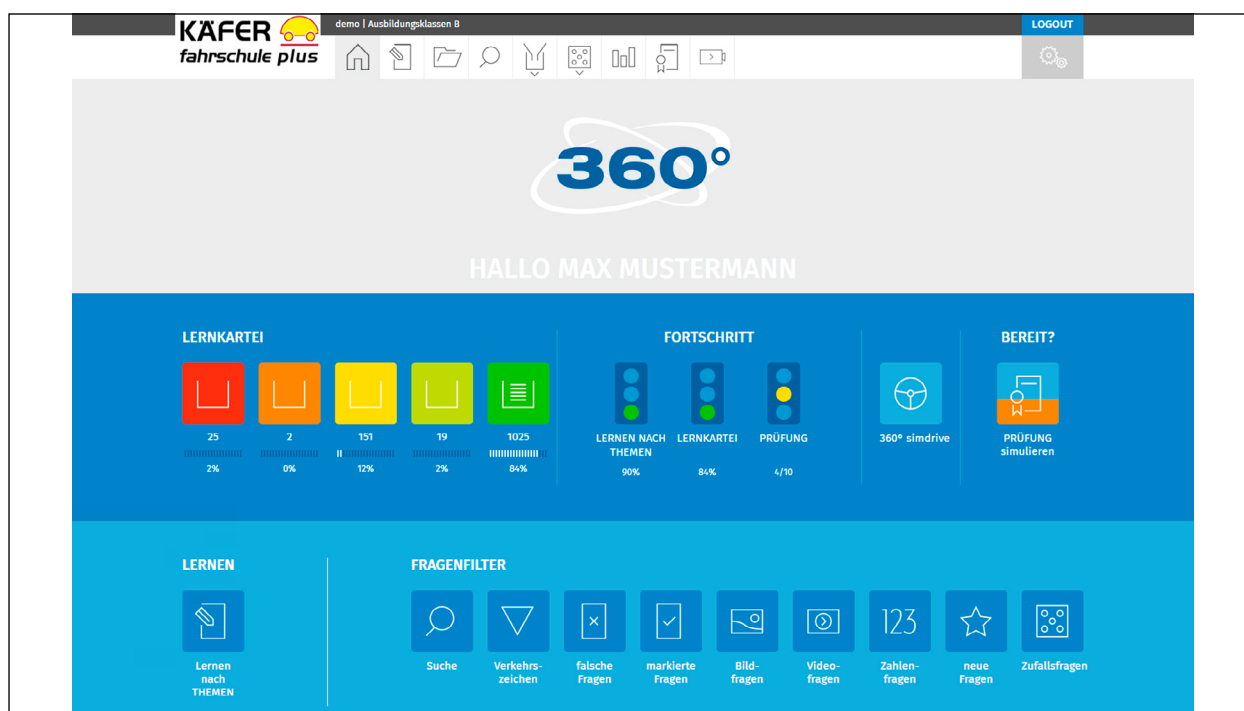 KÄFER
fahrschule plus
demo | Ausbildungsklassen B
LOGOUT
360°
HALLO MAX MUSTERMANN
LERNKARTEI
FORTSCHRITT
BEREIT?
25
2
151
19
1025
2%
0%
12%
2%
84%
LERNEN NACH
THEMEN
90%
LERNKARTEI
84%
PRÜFUNG
4/10
360° simdrive
PRÜFUNG
simulieren
LERNEN
FRAGENFILTER
123
Lernen
nach
THEMEN
Suche
Verkehrs-
zeichen
falsche
Fragen
markierte
Fragen
Bild-
fragen
Video-
fragen
Zahlen-
fragen
neue
Fragen
Zufallsfragen